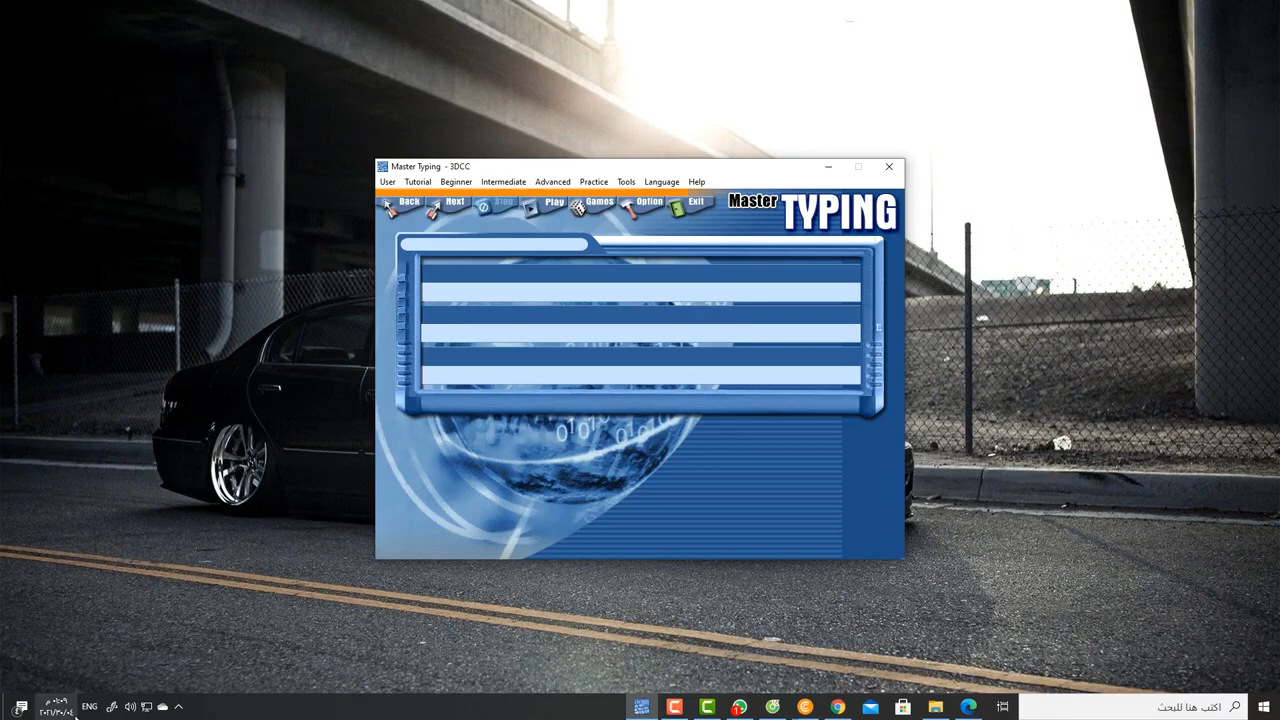 Master Typing - 3DCC
User Tutorial Beginner Intermediate Advanced Practice Tools Language Help
Back Next Stop Play Games Option Exit
Master TYPING
ENG
اكتب هنا للبحث